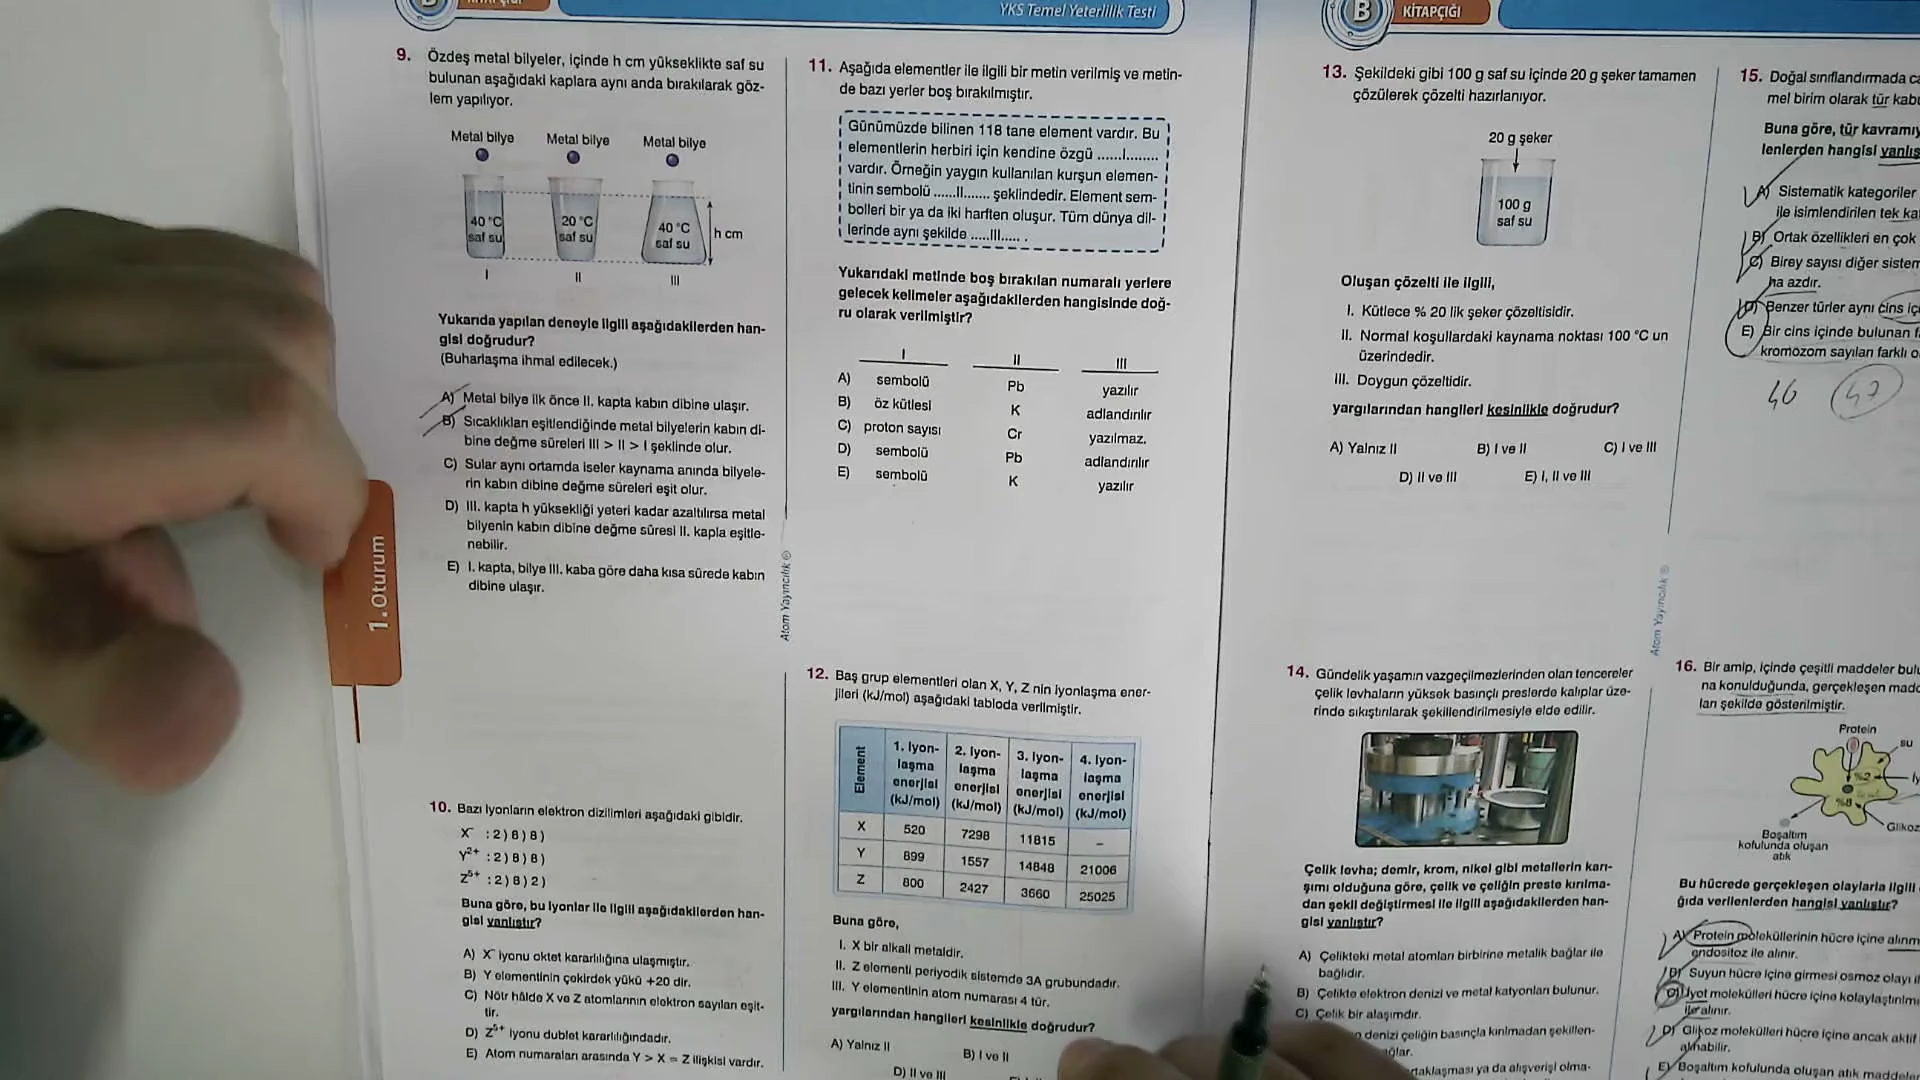 YKS Temel Yeterlilik Testi
9. Özdeş metal bilyeler, içinde h cm yükseklikte saf su
bulunan aşağıdaki kaplara aynı anda bırakılarak göz-
lem yapılıyor.
Metal bilye Metal bilye Metal bilye
40 °C
saf su
20 °C
saf su
40 °C
saf su
h cm
I II III
Yukarıda yapılan deneyle ilgili aşağıdakilerden han-
gisi doğrudur?
(Buharlaşma ihmal edilecek.)
A) Metal bilye ilk önce II. kapta kabın dibine ulaşır.
B) Sıcaklıkları eşitlendiğinde metal bilyelerin kabın di-
bine değme süreleri III > II > I şeklinde olur.
C) Sular aynı ortamda iseler kaynama anında bilyele-
rin kabın dibine değme süreleri eşit olur.
D) III. kapta h yüksekliği yeteri kadar azaltılırsa metal
bilyenin kabın dibine değme süresi II. kapla eşitle-
nebilir.
E) I. kapta, bilye III. kaba göre daha kısa sürede kabın
dibine ulaşır.
1.Oturum
10. Bazı iyonların elektron dizilimleri aşağıdaki gibidir.
X⁻ : 2) 8) 8)
Y²⁺ : 2) 8) 8)
Z⁵⁺ : 2) 8) 2)
Buna göre, bu iyonlar ile ilgili aşağıdakilerden han-
gisi yanlıştır?
A) X⁻ iyonu oktet kararlılığına ulaşmıştır.
B) Y elementinin çekirdek yükü +20 dir.
C) Nötr hâlde X ve Z atomlarının elektron sayıları eşit-
tir.
D) Z⁵⁺ iyonu dublet kararlılığındadır.
E) Atom numaraları arasında Y > X = Z ilişkisi vardır.
11. Aşağıda elementler ile ilgili bir metin verilmiş ve metin-
de bazı yerler boş bırakılmıştır.
Günümüzde bilinen 118 tane element vardır. Bu
elementlerin herbiri için kendine özgü ......I........
vardır. Örneğin yaygın kullanılan kurşun elemen-
tinin sembolü ......II....... şeklindedir. Element sem-
bolleri bir ya da iki harften oluşur. Tüm dünya dil-
lerinde aynı şekilde .....III..... .
Yukarıdaki metinde boş bırakılan numaralı yerlere
gelecek kelimeler aşağıdakilerden hangisinde doğ-
ru olarak verilmiştir?
I II III
A) sembolü Pb yazılır
B) öz kütlesi K adlandırılır
C) proton sayısı Cr yazılmaz.
D) sembolü Pb adlandırılır
E) sembolü K yazılır
Atom Yayıncılık ©
12. Baş grup elementleri olan X, Y, Z nin iyonlaşma ener-
jileri (kJ/mol) aşağıdaki tabloda verilmiştir.
Element
1. iyon-
laşma
enerjisi
(kJ/mol)
2. iyon-
laşma
enerjisi
(kJ/mol)
3. iyon-
laşma
enerjisi
(kJ/mol)
4. iyon-
laşma
enerjisi
(kJ/mol)
X 520 7298 11815 –
Y 899 1557 14848 21006
Z 800 2427 3660 25025
Buna göre,
I. X bir alkali metaldir.
II. Z elementi periyodik sistemde 3A grubundadır.
III. Y elementinin atom numarası 4 tür.
yargılarından hangileri kesinlikle doğrudur?
A) Yalnız II
B) I ve II
D) II ve III
B KİTAPÇIĞI
13. Şekildeki gibi 100 g saf su içinde 20 g şeker tamamen
çözülerek çözelti hazırlanıyor.
20 g şeker
100 g
saf su
Oluşan çözelti ile ilgili,
I. Kütlece % 20 lik şeker çözeltisidir.
II. Normal koşullardaki kaynama noktası 100 °C un
üzerindedir.
III. Doygun çözeltidir.
yargılarından hangileri kesinlikle doğrudur?
A) Yalnız II B) I ve II C) I ve III
D) II ve III E) I, II ve III
Atom Yayıncılık ©
14. Gündelik yaşamın vazgeçilmezlerinden olan tencereler
çelik levhaların yüksek basınçlı preslerde kalıplar üze-
rinde sıkıştırılarak şekillendirilmesiyle elde edilir.
Çelik levha; demir, krom, nikel gibi metallerin karı-
şımı olduğuna göre, çelik ve çeliğin preste kırılma-
dan şekil değiştirmesi ile ilgili aşağıdakilerden han-
gisi yanlıştır?
A) Çelikteki metal atomları birbirine metalik bağlar ile
bağlıdır.
B) Çelikte elektron denizi ve metal katyonları bulunur.
C) Çelik bir alaşımdır.
denizi çeliğin basınçla kırılmadan şekillen-
ya da alışverişi olma-
15. Doğal sınıflandırmada
mel birim olarak tür
Buna göre, tür
lenlerden hangisi
A) Sistematik kategoriler
ile isimlendirilen tek
B) Ortak özellikleri en çok
C) Birey sayısı diğer
ha azdır.
D) Benzer türler aynı cins
E) Bir cins içinde bulunan
kromozom sayıları farklı
46 47
16. Bir amip, içinde çeşitli maddeler
na konulduğunda, gerçekleşen
ları şekilde gösterilmiştir.
Protein
su
%2
%8
Boşaltım
kofulunda oluşan
atık
Bu hücrede gerçekleşen olaylarla ilgili
ğıda verilenlerden hangisi yanlıştır?
A) Protein moleküllerinin hücre içine
endositoz ile alınır.
B) Suyun hücre içine girmesi osmoz olayı
C) İyot molekülleri hücre içine
ile alınır.
D) Glikoz molekülleri hücre içine ancak aktif
alınabilir.
E) Boşaltım kofulunda oluşan atık